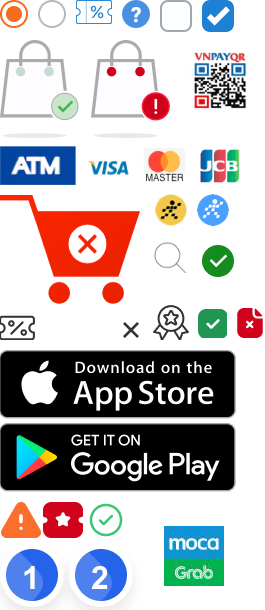 %
?
VNPAYQR
!
ATM
VISA
MASTER
JCB
%
Download on the
App Store
GET IT ON
Google Play
!
1
2
moca
Grab